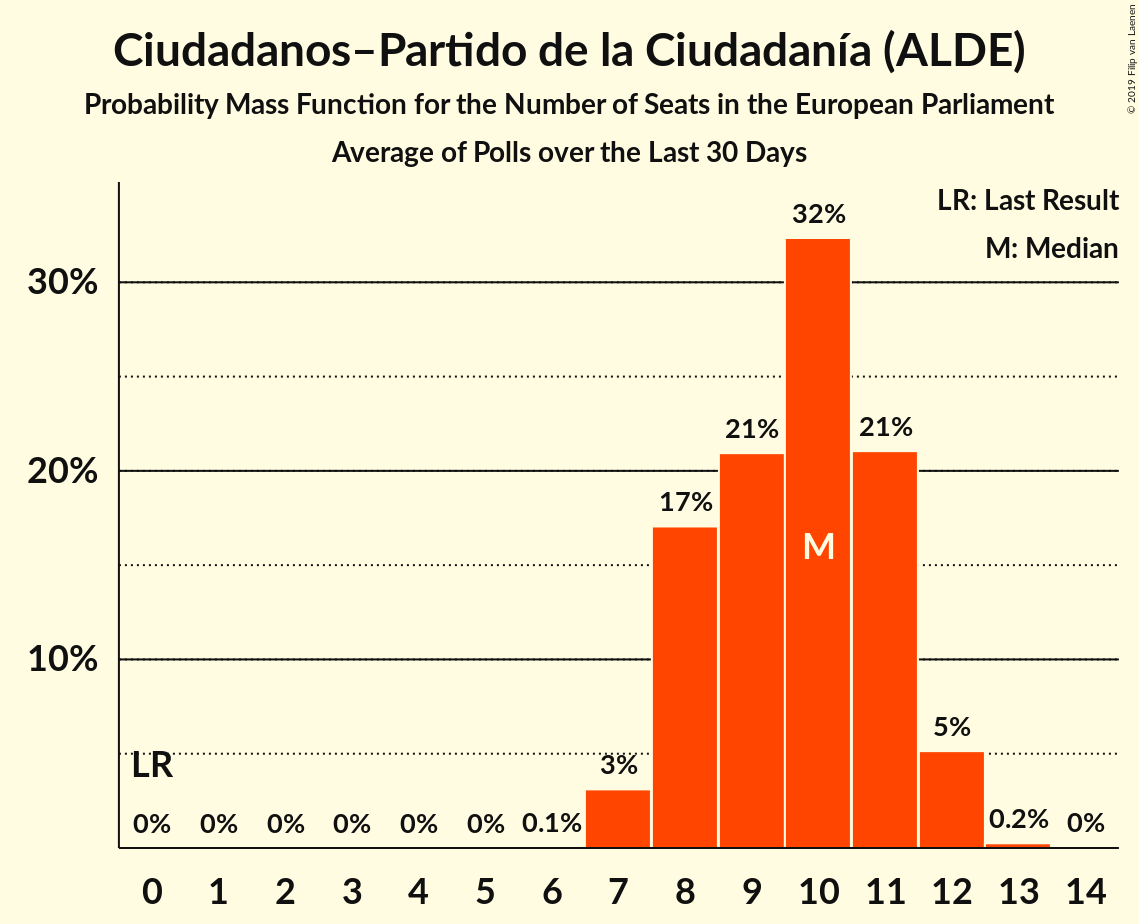 Ciudadanos–Partido de la Ciudadanía (ALDE)
Probability Mass Function for the Number of Seats in the European Parliament
Average of Polls over the Last 30 Days
© 2019 Filip van Laenen
LR: Last Result
M: Median
32%
30%
21% 21%
20%
17%
M
10%
5%
LR
3%
0% 0% 0% 0% 0% 0% 0.1% 0.2% 0%
0 1 2 3 4 5 6 7 8 9 10 11 12 13 14